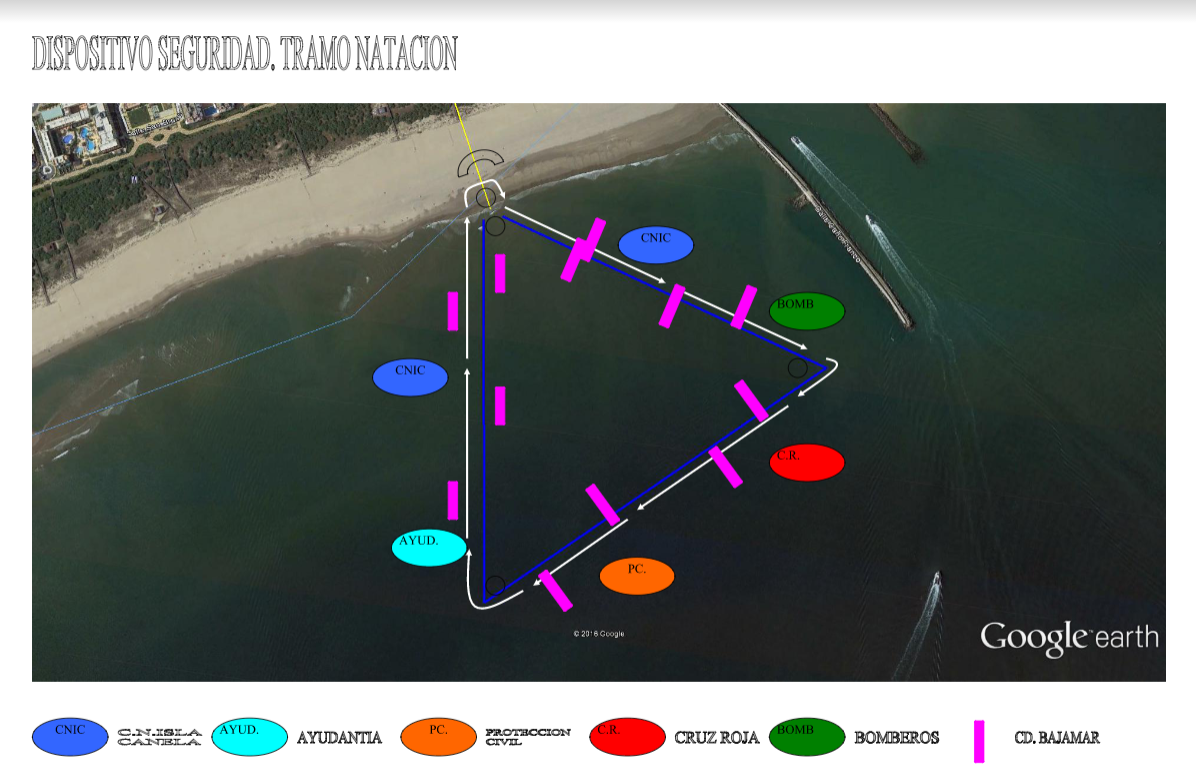 DISPOSITIVO SEGURIDAD. TRAMO NATACION
CNIC
BOMB
CNIC
C.R.
AYUD.
PC.
© 2016 Google
Google earth
CNIC
C.N.ISLA
CANELA
AYUD.
AYUDANTIA
PC.
PROTECCION
CIVIL
C.R.
CRUZ ROJA
BOMB
BOMBEROS
CD. BAJAMAR